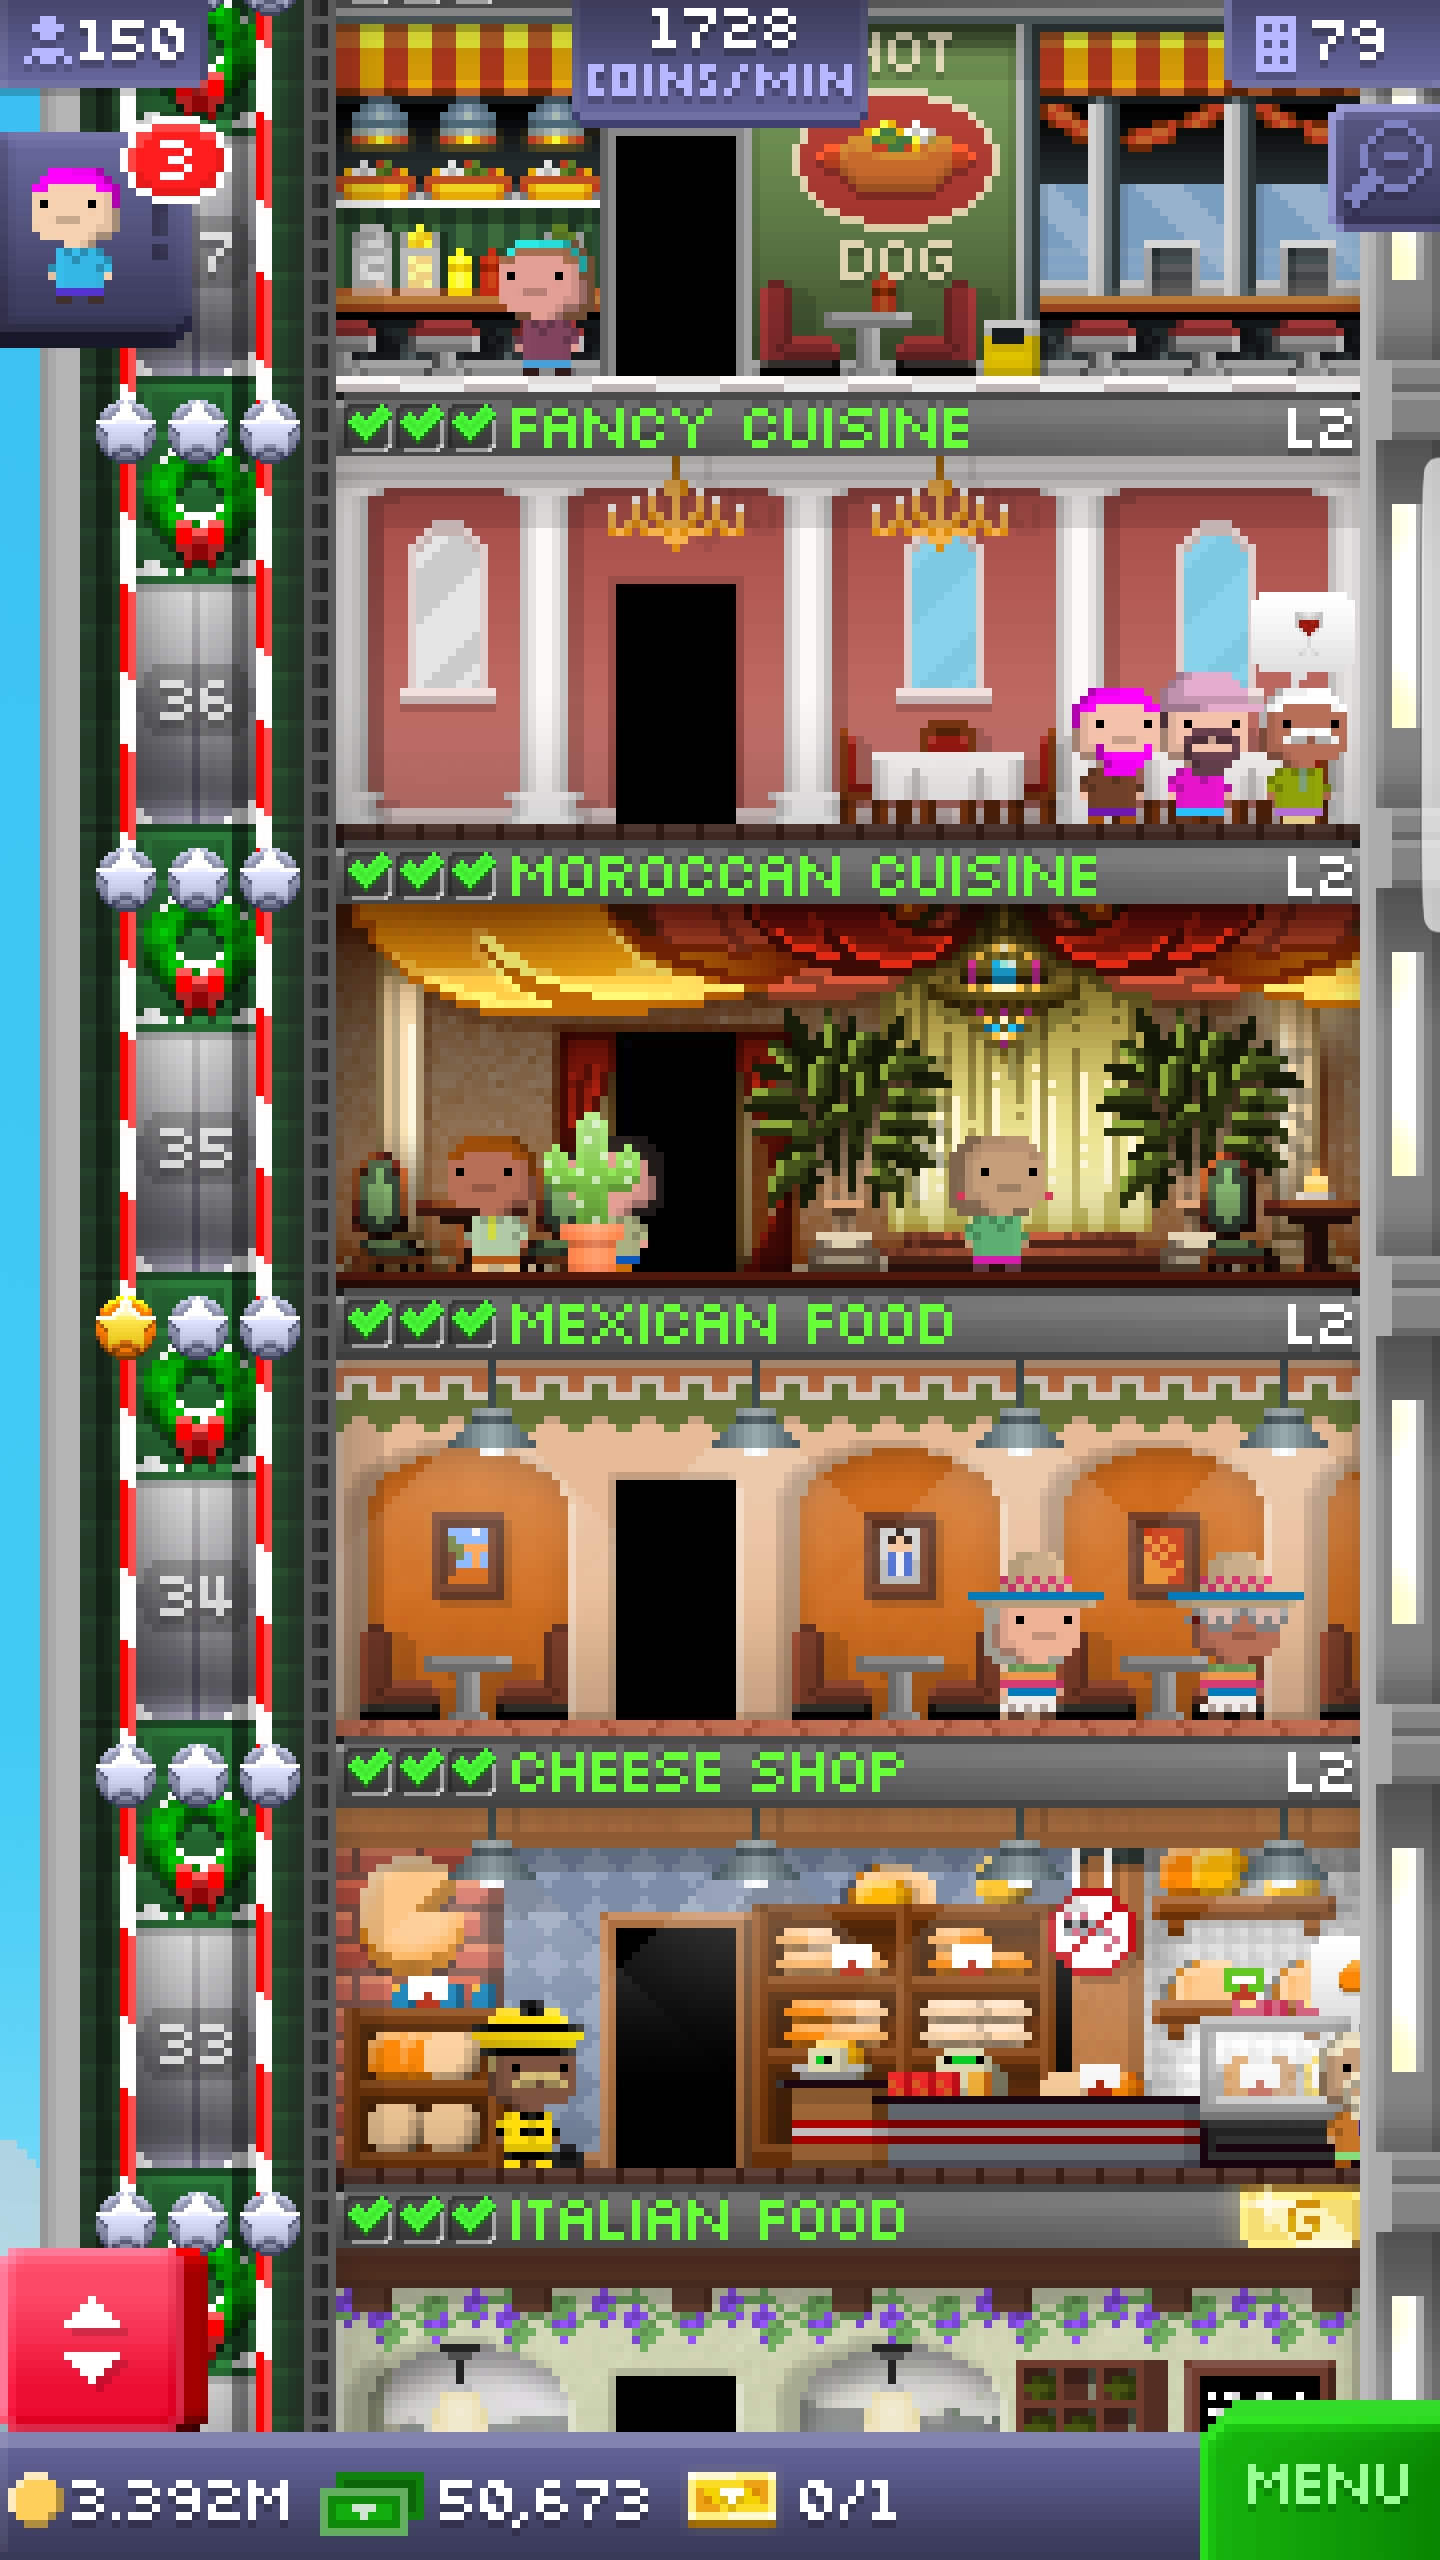 150
1728
COINS/MIN
79
3
HOT
DOG
7
FANCY CUISINE L2
36
MOROCCAN CUISINE L2
35
MEXICAN FOOD L2
34
CHEESE SHOP L2
33
ITALIAN FOOD G
3.392M 50,673 0/1
MENU